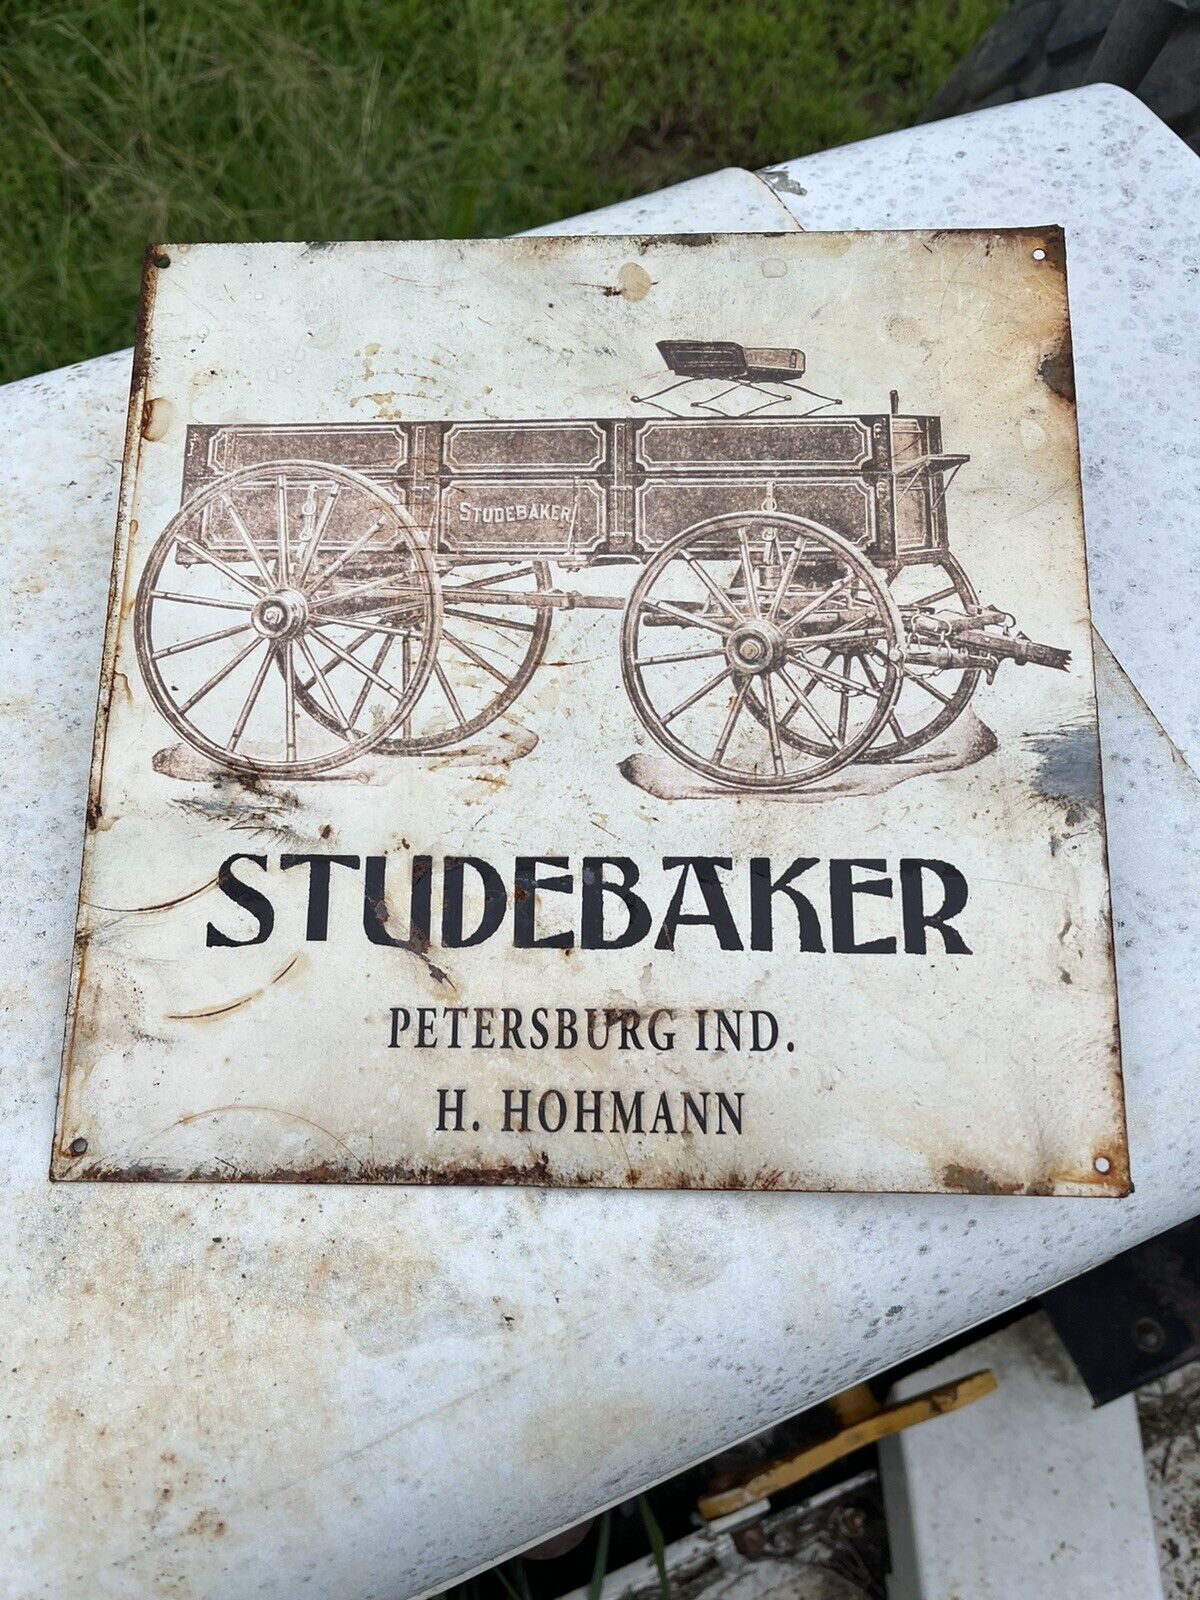 STUDEBAKER
STUDEBAKER
PETERSBURG IND.
H. HOHMANN